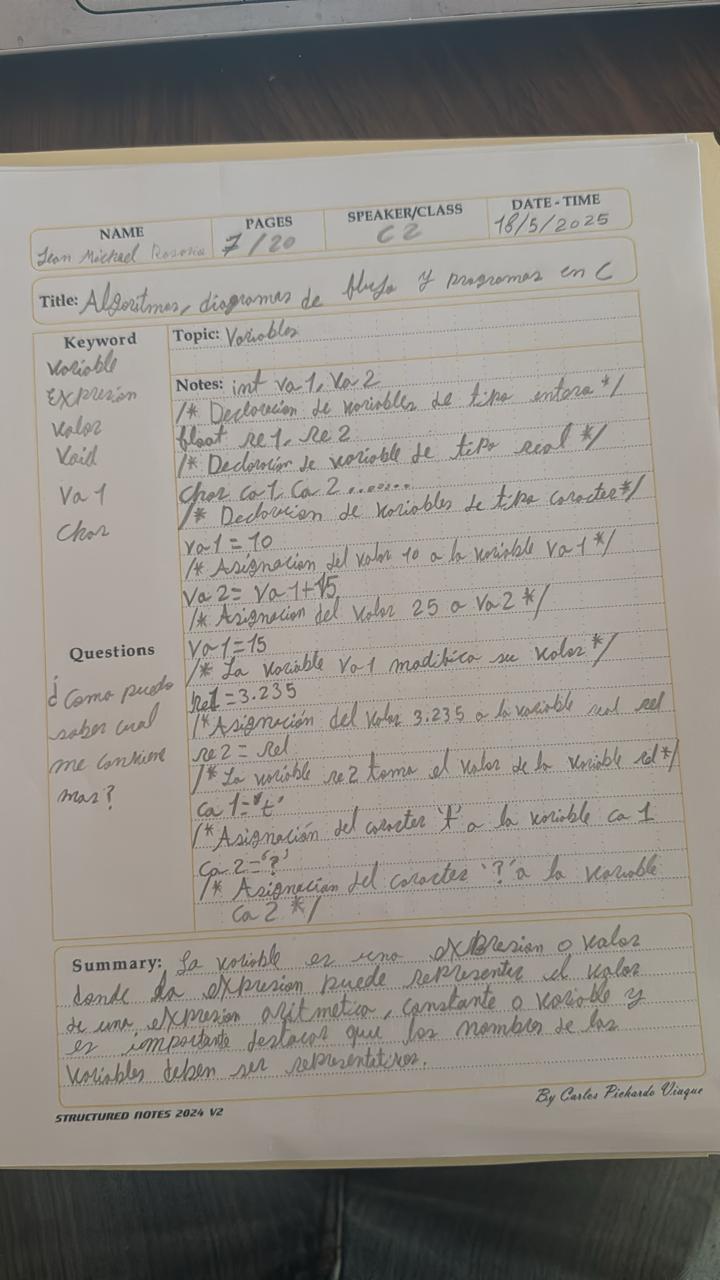 NAME
Jean Michael Rosario
PAGES
7/20
SPEAKER/CLASS
C2
DATE-TIME
18/5/2025
Title: Algoritmos, diagramas de flujo y programas en C
Keyword
Variable
Expresión
Valor
Void
Va 1
Char
Questions
¿Como puedo
saber cual
me conviene
mas?
Topic: Variables
Notes: int va 1, Va 2
/* Declaración de variables de tipo entera */
float re 1, re 2
/* Declaración de variable de tipo real */
char ca 1, Ca 2 ........
/* Declaracion de variables de tipo caracter */
va 1 = 10
/* Asignación del valor 10 a la variable Va 1 */
Va 2 = Va 1+15
/* Asignacion del valor 25 a Va 2 */
Va 1 = 15
/* La variable Va 1 modifica su valor */
re1 = 3.235
/* Asignación del valor 3.235 a la variable real re1
re 2 = re1
/* La variable re 2 toma el valor de la variable re1 */
ca 1 = 't'
/* Asignación del caracter 't' a la variable ca 1
Ca 2 = '?'
/* Asignacion del caracter '?' a la variable
Ca 2 */
Summary: La variable es una expresion o valor
donde la expresion puede representar el valor
de una expresion aritmetica, constante o variable y
es importante destacar que los nombres de las
variables deben ser representativos.
STRUCTURED NOTES 2024 V2
By Carlos Pichardo Viuque